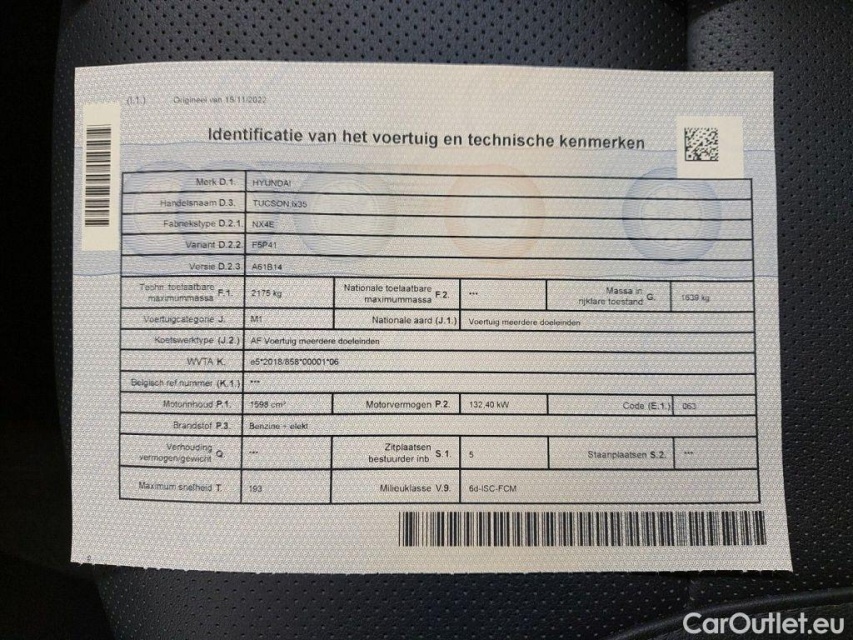 (I.1.) Origineel van 15/11/2022
Identificatie van het voertuig en technische kenmerken
Merk D.1. HYUNDAI
Handelsnaam D.3. TUCSON,ix35
Fabriekstype D.2.1. NX4E
Variant D.2.2. F5P41
Versie D.2.3. A61B14
Techn. toelaatbare maximummassa F.1. 2175 kg Nationale toelaatbare maximummassa F.2. --- Massa in rijklare toestand G. 1639 kg
Voertuigcategorie J. M1 Nationale aard (J.1.) Voertuig meerdere doeleinden
Koetswerktype (J.2.) AF Voertuig meerdere doeleinden
WVTA K. e5*2018/858*00001*06
Belgisch ref.nummer (K.1.) ---
Motorinhoud P.1. 1598 cm³ Motorvermogen P.2. 132,40 kW Code (E.1.) 063
Brandstof P.3. Benzine + elekt
Verhouding vermogen/gewicht Q. --- Zitplaatsen bestuurder inb. S.1. 5 Staanplaatsen S.2. ---
Maximum snelheid T. 193 Milieuklasse V.9. 6d-ISC-FCM
CarOutlet.eu